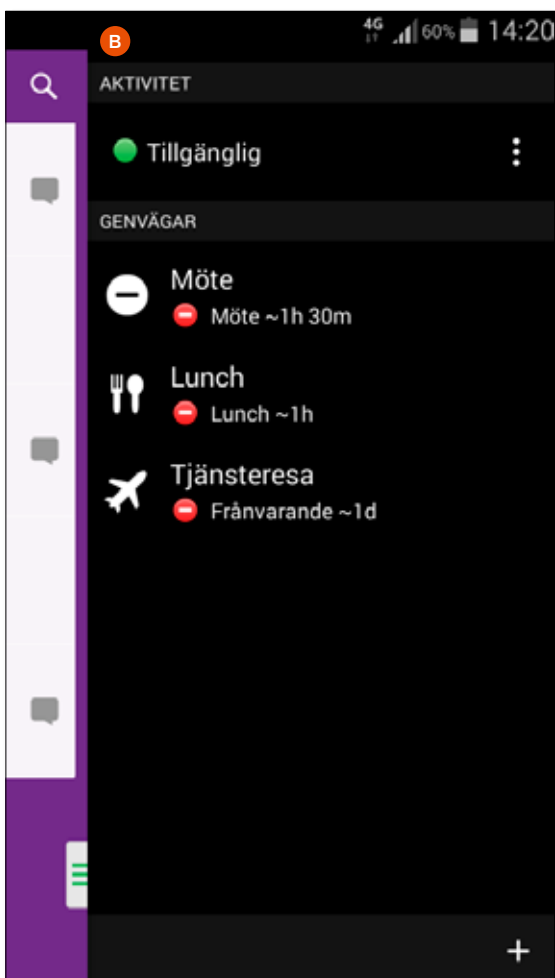 B
4G 60% 14:20
AKTIVITET
Tillgänglig
GENVÄGAR
Möte
Möte ~1h 30m
Lunch
Lunch ~1h
Tjänsteresa
Frånvarande ~1d
+